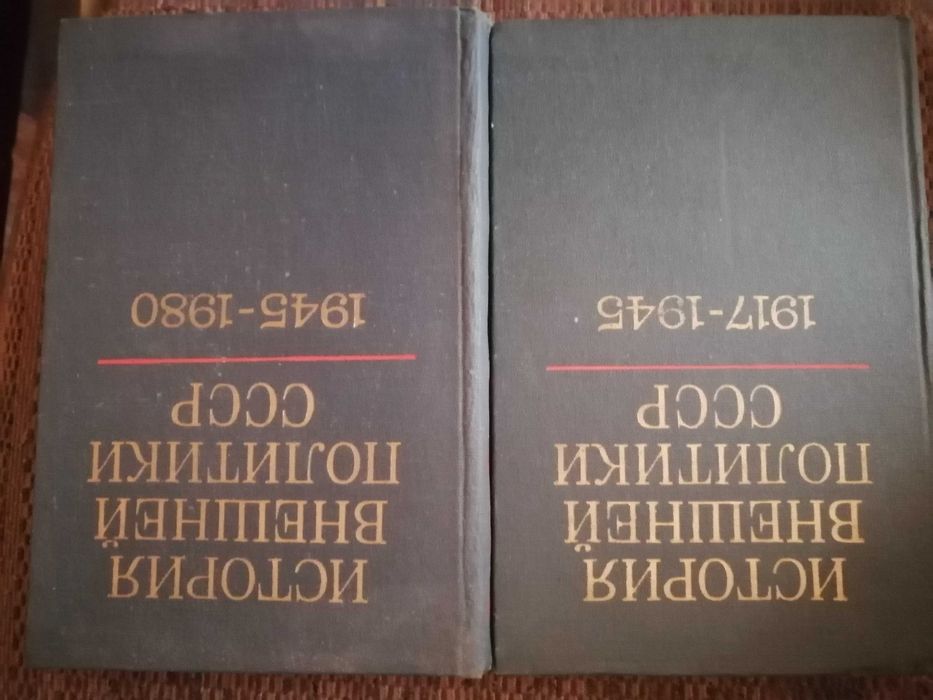 ИСТОРИЯ
ВНЕШНЕЙ
ПОЛИТИКИ
СССР
1917-1945
ИСТОРИЯ
ВНЕШНЕЙ
ПОЛИТИКИ
СССР
1945-1980